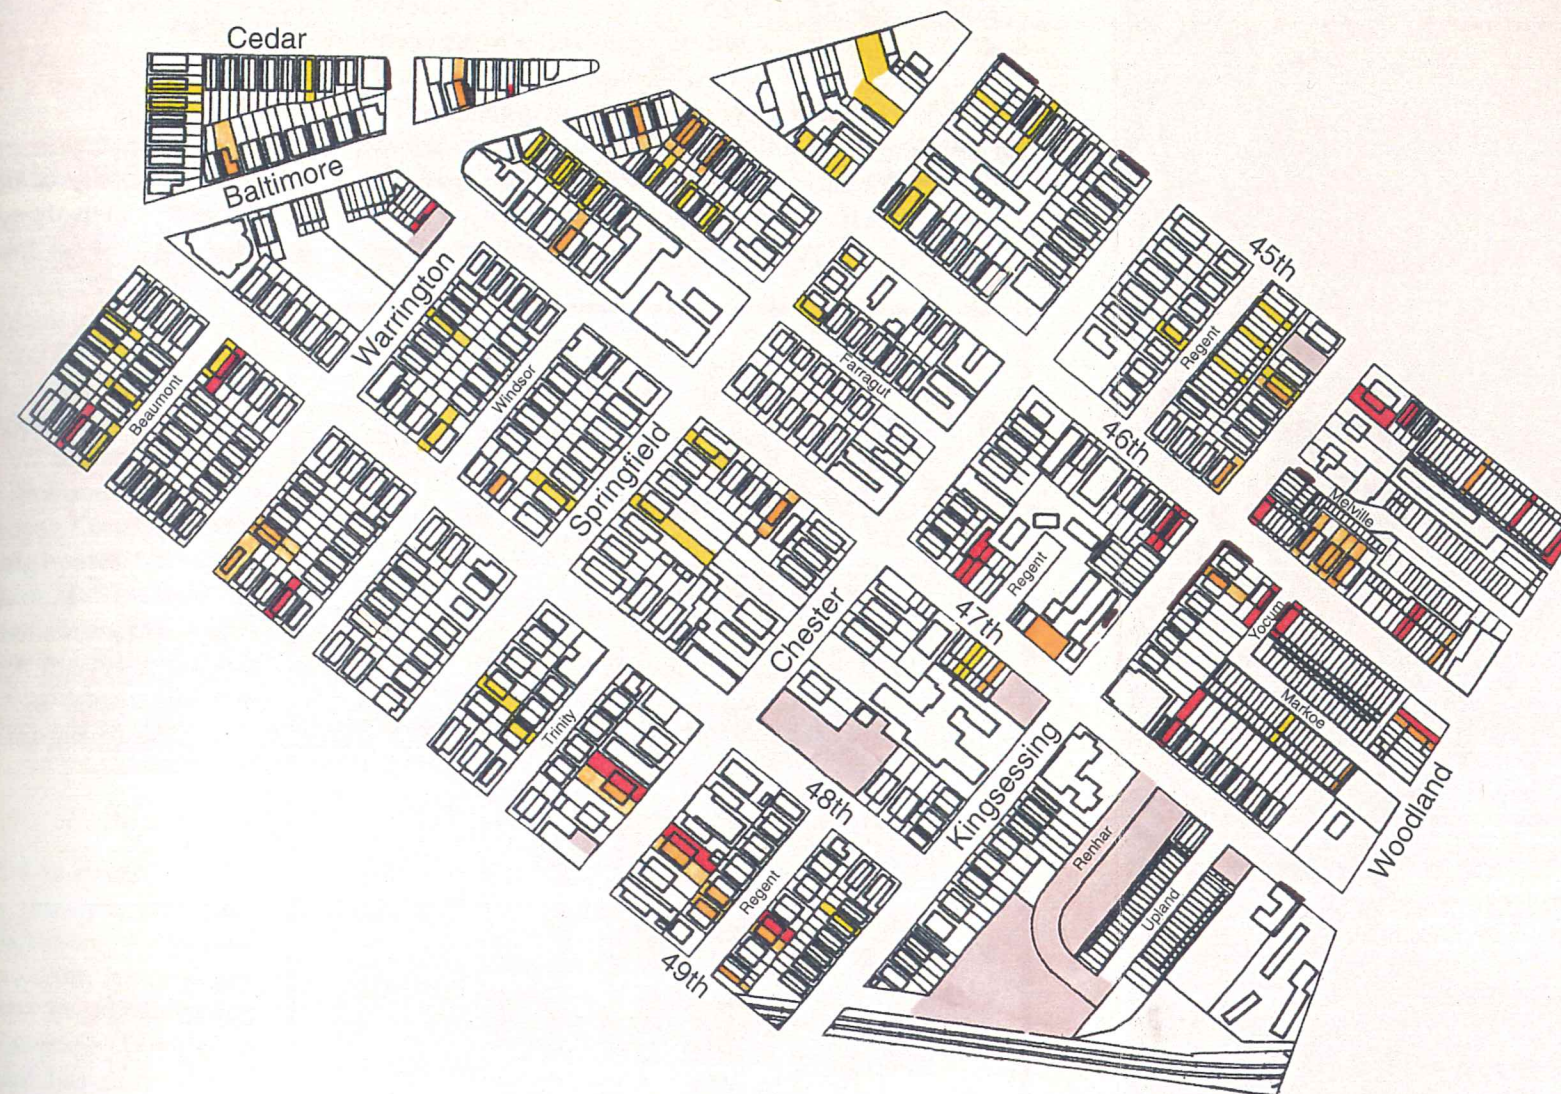 Cedar
Baltimore
Warrington
Beaumont
Windsor
Springfield
Farragut
45th
Regent
46th
Melville
Regent
47th
Chester
Yocum
Markoe
Trinity
Kingsessing
48th
Woodland
Renhar
Regent
Upland
49th